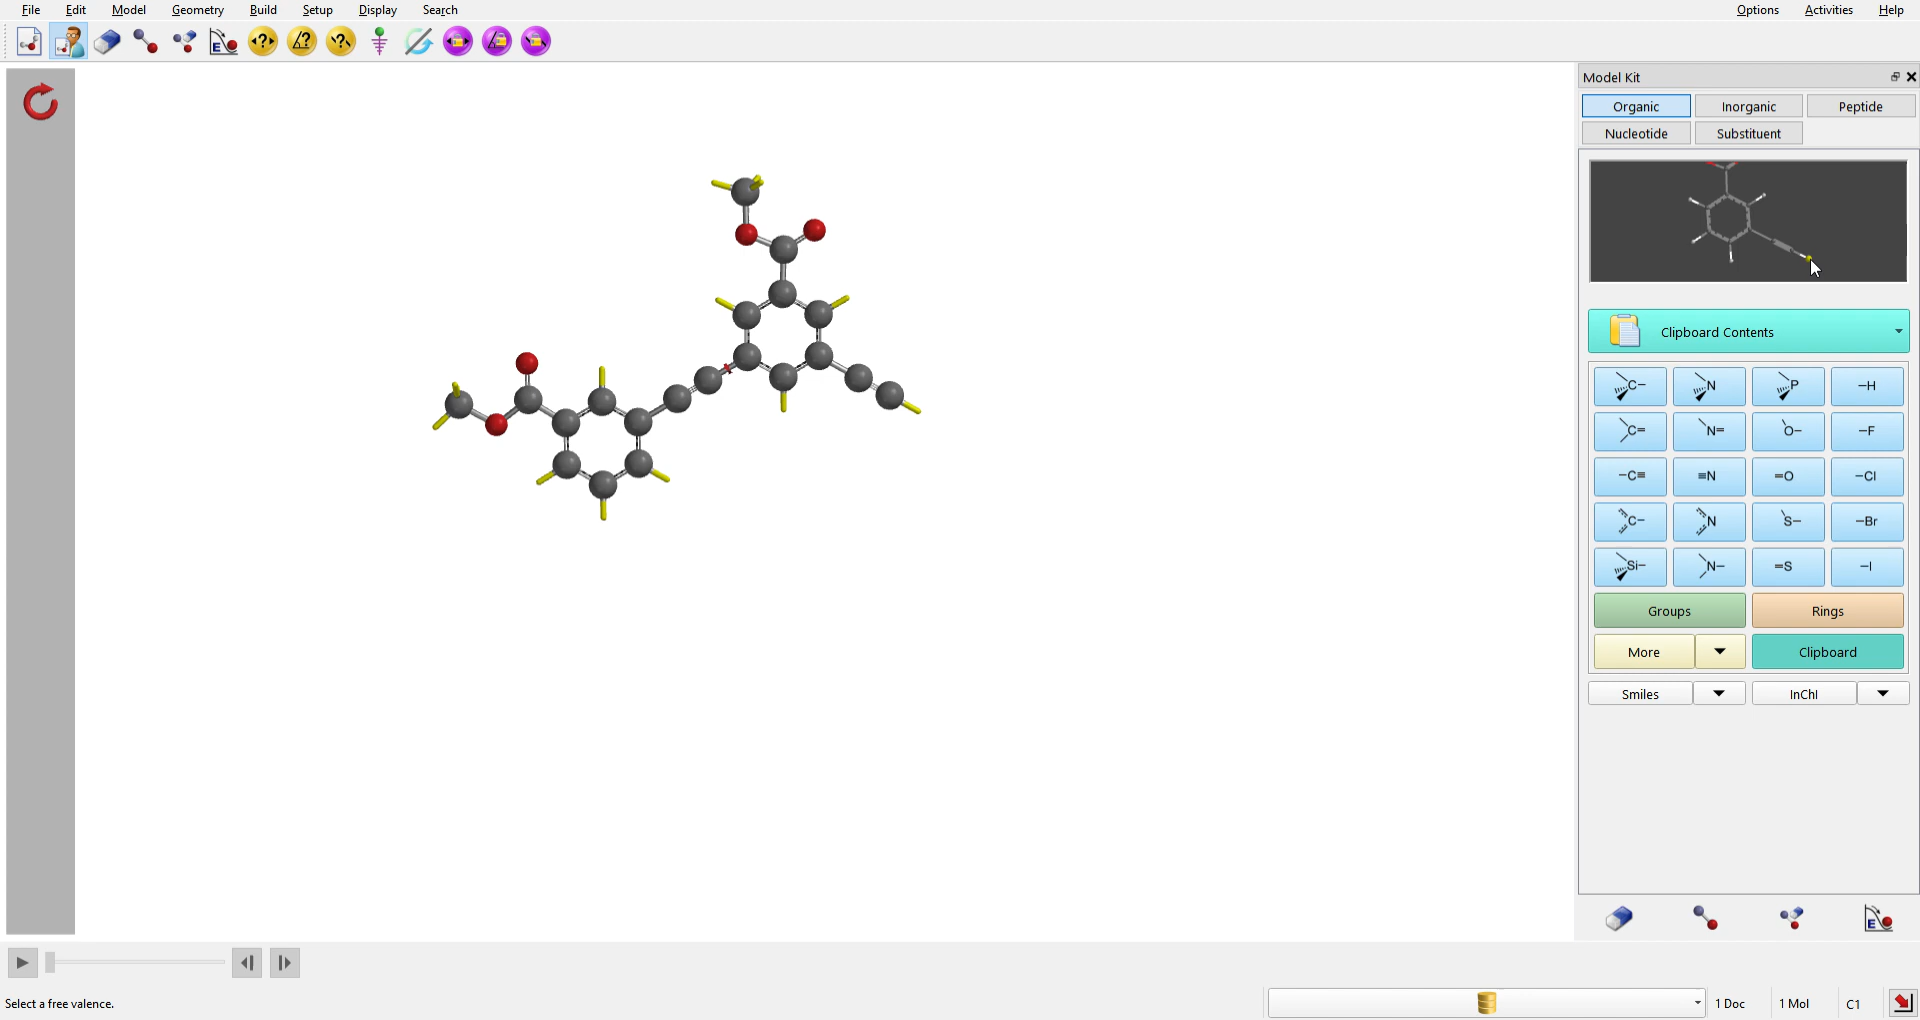 File Edit Model Geometry Build Setup Display Search Options Activities Help
E ? ? ?
Model Kit
Organic Inorganic Peptide
Nucleotide Substituent
Clipboard Contents
C N P H
C= N= O F
C≡ ≡N =O Cl
C N S Br
Si N =S I
Groups Rings
More Clipboard
Smiles InChI
E
Select a free valence. 1 Doc 1 Mol C1